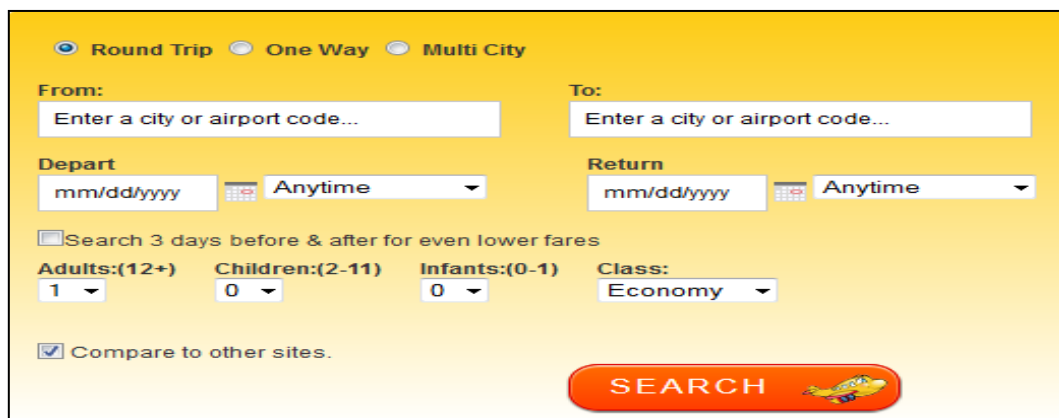 Round Trip One Way Multi City
From: To:
Enter a city or airport code... Enter a city or airport code...
Depart Return
mm/dd/yyyy Anytime mm/dd/yyyy Anytime
Search 3 days before & after for even lower fares
Adults:(12+) Children:(2-11) Infants:(0-1) Class:
1 0 0 Economy
Compare to other sites.
SEARCH